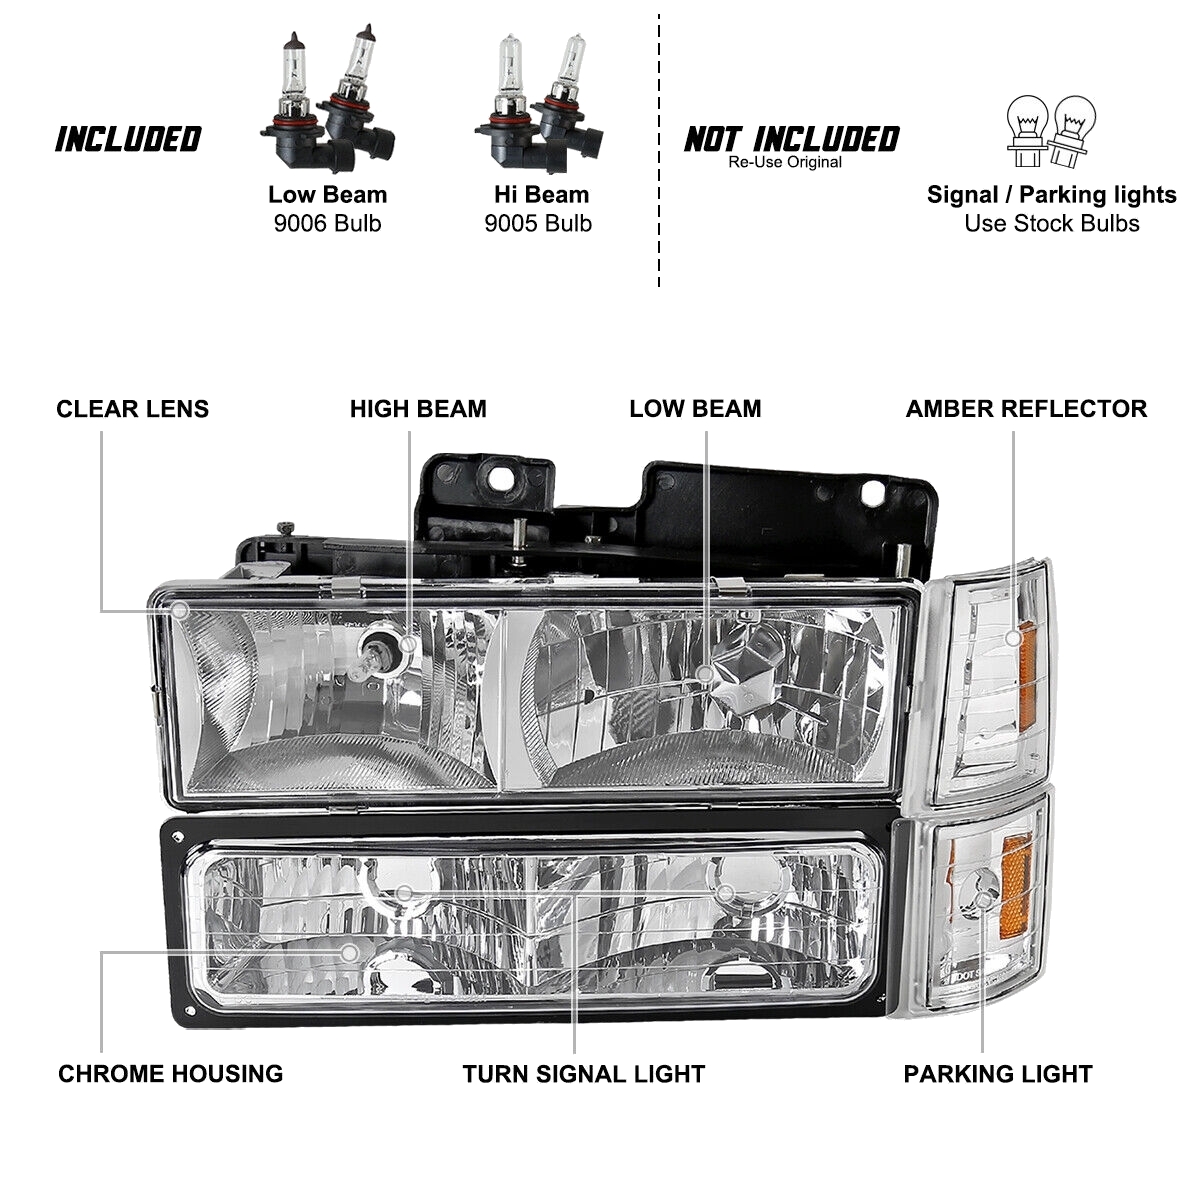 INCLUDED
Low Beam
9006 Bulb
Hi Beam
9005 Bulb
NOT INCLUDED
Re-Use Original
Signal / Parking lights
Use Stock Bulbs
CLEAR LENS
HIGH BEAM
LOW BEAM
AMBER REFLECTOR
DOT
CHROME HOUSING
TURN SIGNAL LIGHT
PARKING LIGHT